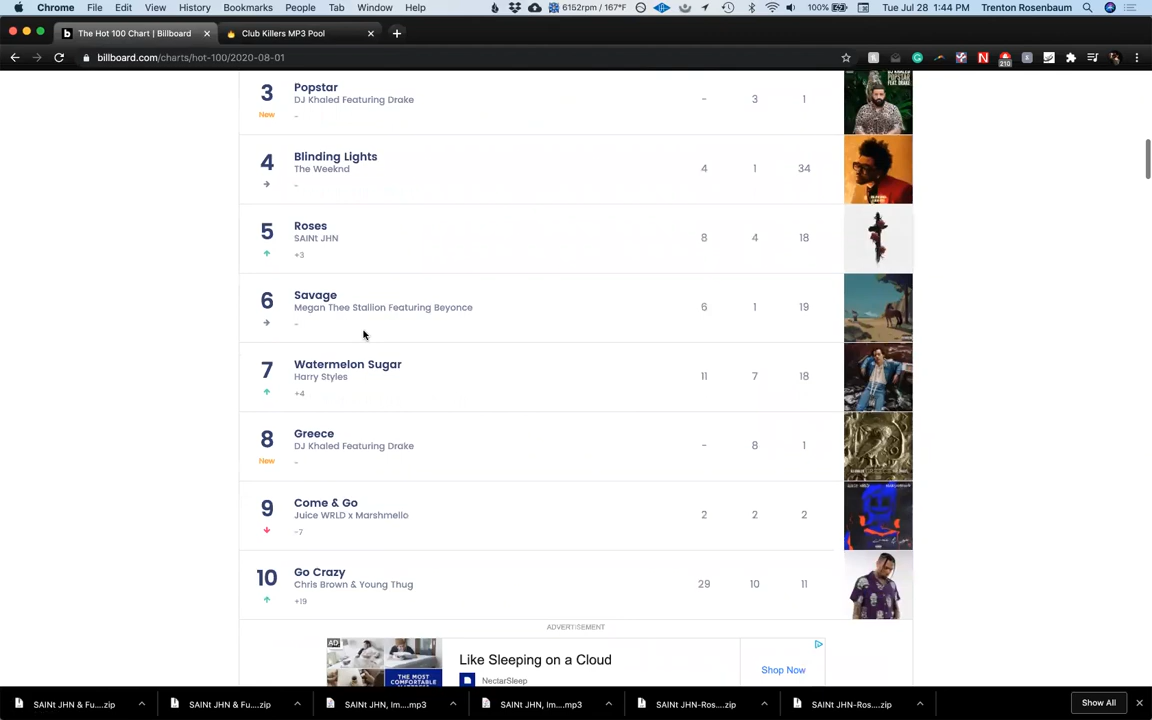 Chrome File Edit View History Bookmarks People Tab Window Help 6152rpm / 167°F 100% Tue Jul 28 1:44 PM Trenton Rosenbaum
The Hot 100 Chart | Billboard Club Killers MP3 Pool
billboard.com/charts/hot-100/2020-08-01 210
3 Popstar
DJ Khaled Featuring Drake - 3 1
New -
4 Blinding Lights
The Weeknd 4 1 34
-
5 Roses
SAINt JHN 8 4 18
+3
6 Savage
Megan Thee Stallion Featuring Beyonce 6 1 19
-
7 Watermelon Sugar
Harry Styles 11 7 18
+4
8 Greece
DJ Khaled Featuring Drake - 8 1
New -
9 Come & Go
Juice WRLD x Marshmello 2 2 2
-7
10 Go Crazy
Chris Brown & Young Thug 29 10 11
+19
ADVERTISEMENT
AD
Like Sleeping on a Cloud
THE MOST
NectarSleep
Shop Now
SAINt JHN & Fu....zip SAINt JHN & Fu....zip SAINt JHN, Im....mp3 SAINt JHN, Im....mp3 SAINt JHN-Ros....zip SAINt JHN-Ros....zip Show All